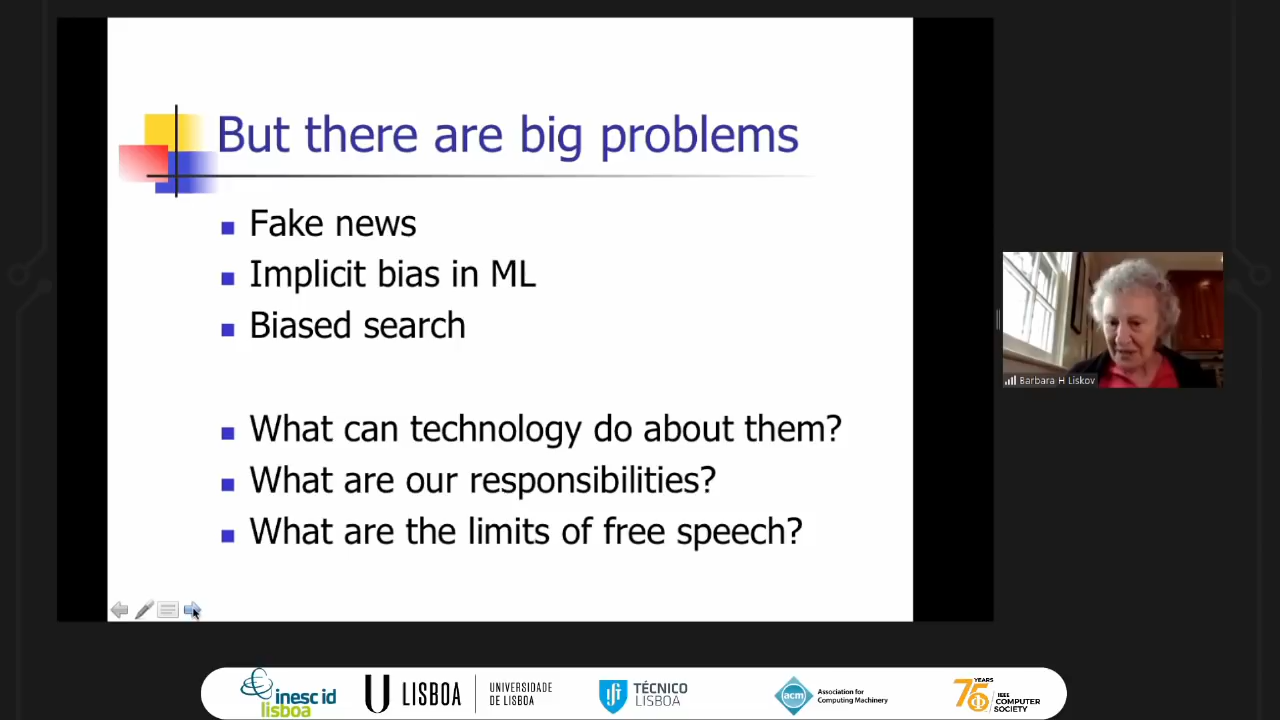 But there are big problems
Fake news
Implicit bias in ML
Biased search
What can technology do about them?
What are our responsibilities?
What are the limits of free speech?
Barbara H Liskov
inesc id
lisboa
LISBOA
UNIVERSIDADE
DE LISBOA
TÉCNICO
LISBOA
acm
Association for
Computing Machinery
75
YEARS
IEEE
COMPUTER
SOCIETY